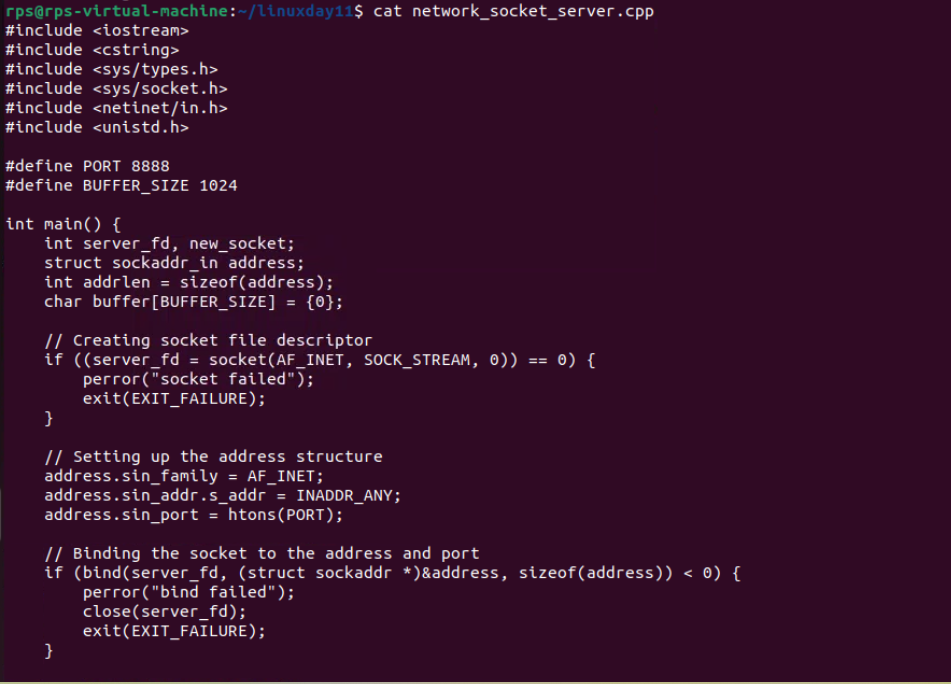 rps@rps-virtual-machine:~/linuxday11$ cat network_socket_server.cpp
#include <iostream>
#include <cstring>
#include <sys/types.h>
#include <sys/socket.h>
#include <netinet/in.h>
#include <unistd.h>

#define PORT 8888
#define BUFFER_SIZE 1024

int main() {
    int server_fd, new_socket;
    struct sockaddr_in address;
    int addrlen = sizeof(address);
    char buffer[BUFFER_SIZE] = {0};

    // Creating socket file descriptor
    if ((server_fd = socket(AF_INET, SOCK_STREAM, 0)) == 0) {
        perror("socket failed");
        exit(EXIT_FAILURE);
    }

    // Setting up the address structure
    address.sin_family = AF_INET;
    address.sin_addr.s_addr = INADDR_ANY;
    address.sin_port = htons(PORT);

    // Binding the socket to the address and port
    if (bind(server_fd, (struct sockaddr *)&address, sizeof(address)) < 0) {
        perror("bind failed");
        close(server_fd);
        exit(EXIT_FAILURE);
    }